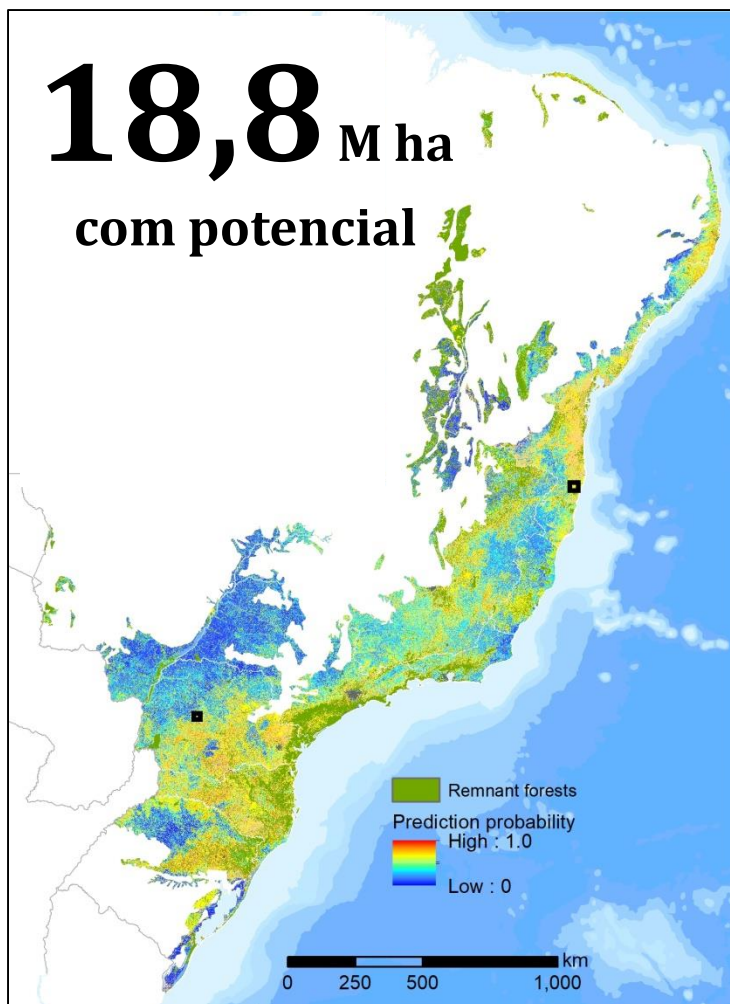 18,8 M ha
com potencial
Remnant forests
Prediction probability
High : 1.0
Low : 0
km
0 250 500 1,000